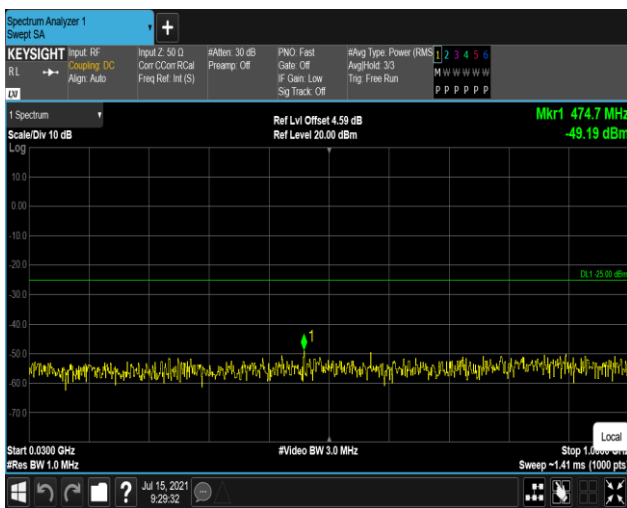 Spectrum Analyzer 1
Swept SA
+
KEYSIGHT
RL
LXI
Input: RF
Coupling: DC
Align: Auto
Input Z: 50 Ω
Corr CCorr RCal
Freq Ref: Int (S)
#Atten: 30 dB
Preamp: Off
PNO: Fast
Gate: Off
IF Gain: Low
Sig Track: Off
#Avg Type: Power (RMS
Avg|Hold: 3/3
Trig: Free Run
1 2 3 4 5 6
M W W W W W
P P P P P P
1 Spectrum
Scale/Div 10 dB
Log
Ref Lvl Offset 4.59 dB
Ref Level 20.00 dBm
Mkr1 474.7 MHz
-49.19 dBm
10.0
0.00
-10.0
-20.0
DL1 -25.00 dBm
-30.0
-40.0
1
-50.0
-60.0
-70.0
Local
Start 0.0300 GHz
#Res BW 1.0 MHz
#Video BW 3.0 MHz
Sweep ~1.41 ms (1000 pts)
?
Jul 15, 2021
9:29:32